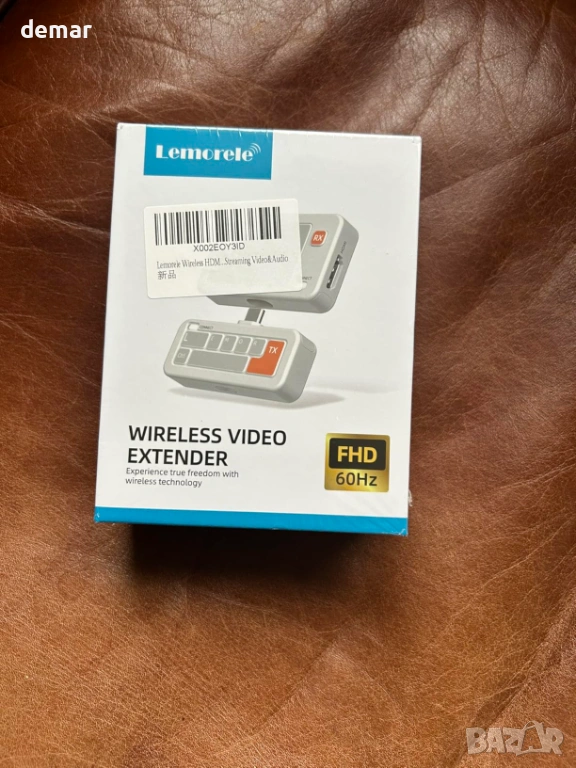 demar
Lemorele
X002EOY3ID
Lemorele Wireless HDM...Streaming Video&Audio
新品
RX
TX
WIRELESS VIDEO
EXTENDER
Experience true freedom with
wireless technology
FHD
60Hz
BAZAR